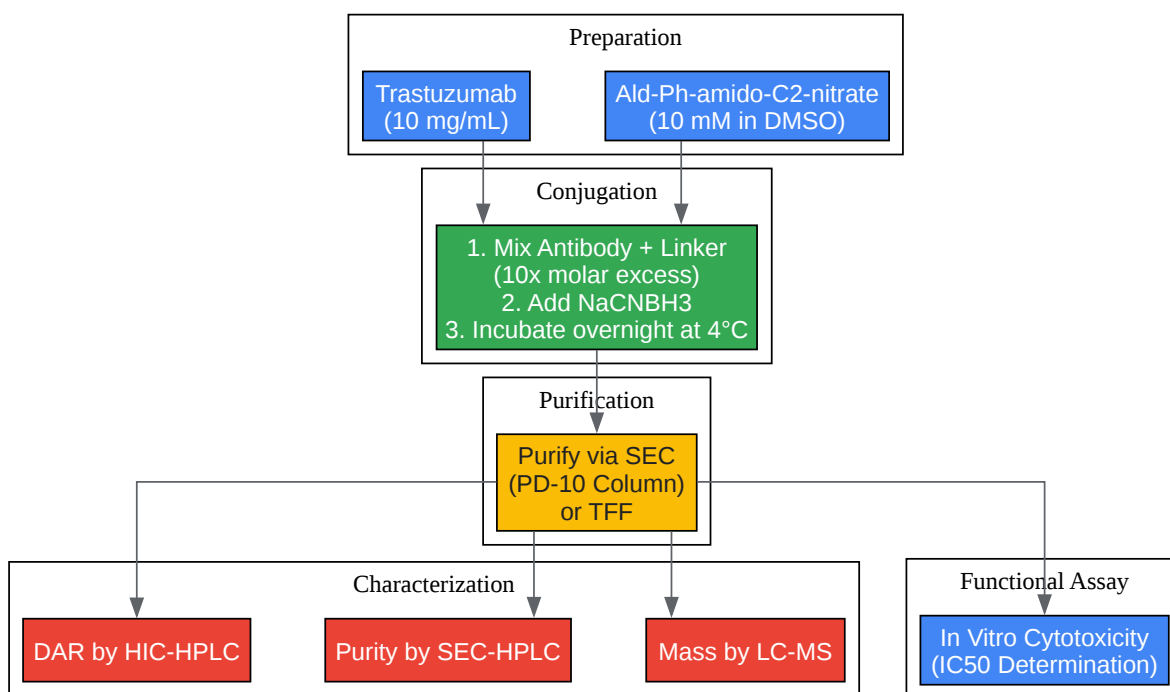 Preparation
Trastuzumab
(10 mg/mL)
Ald-Ph-amido-C2-nitrate
(10 mM in DMSO)
Conjugation
1. Mix Antibody + Linker
(10x molar excess)
2. Add NaCNBH3
3. Incubate overnight at 4°C
Purification
Purify via SEC
(PD-10 Column)
or TFF
Characterization
DAR by HIC-HPLC
Purity by SEC-HPLC
Mass by LC-MS
Functional Assay
In Vitro Cytotoxicity
(IC50 Determination)